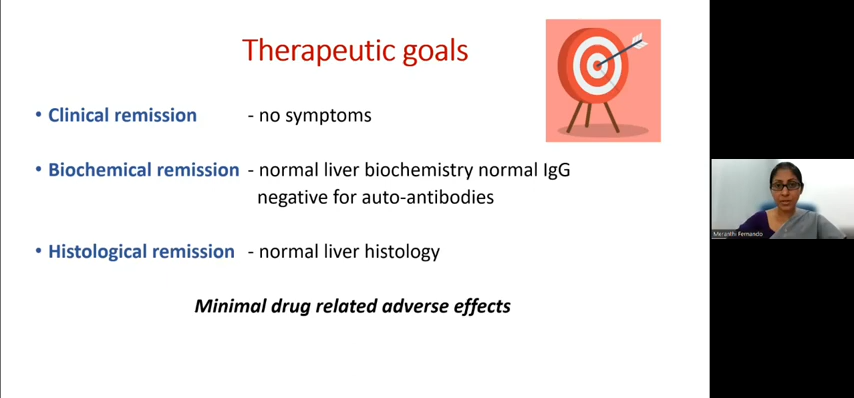 Therapeutic goals
• Clinical remission - no symptoms
• Biochemical remission - normal liver biochemistry normal IgG
negative for auto-antibodies
• Histological remission - normal liver histology
Minimal drug related adverse effects
Meranthi Fernando